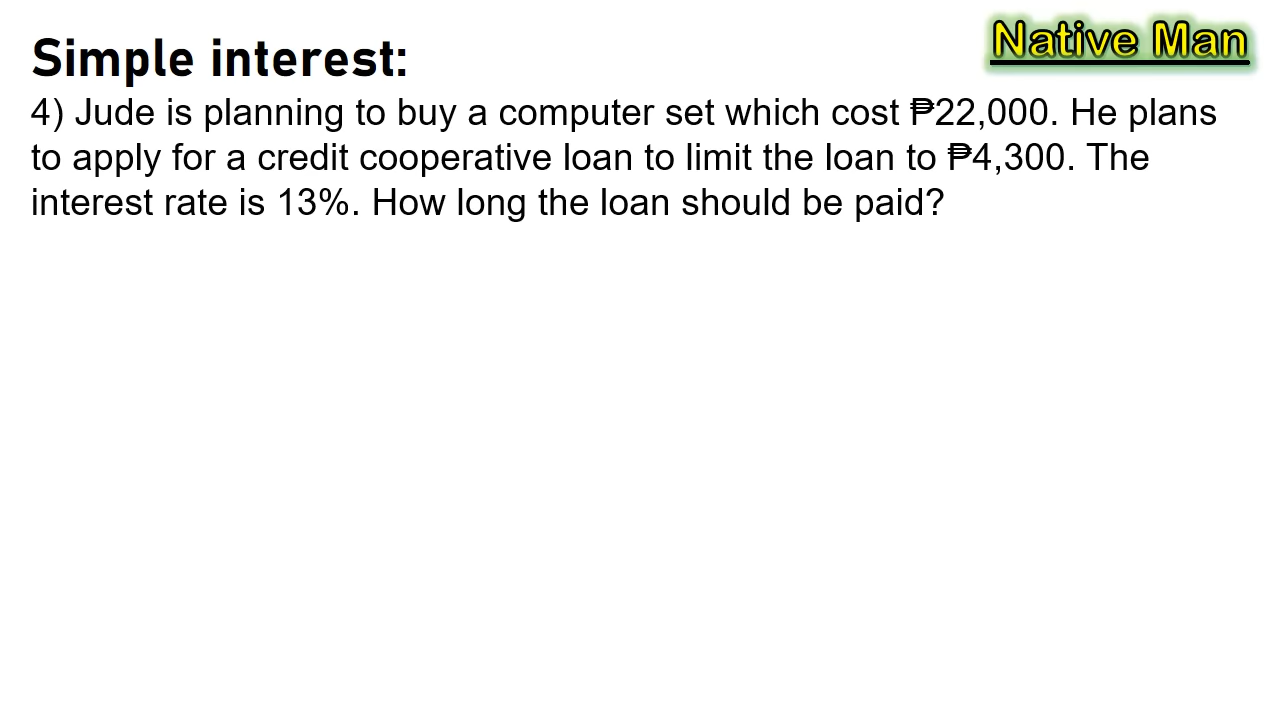 Native Man
Simple interest:
4) Jude is planning to buy a computer set which cost ₱22,000. He plans
to apply for a credit cooperative loan to limit the loan to ₱4,300. The
interest rate is 13%. How long the loan should be paid?